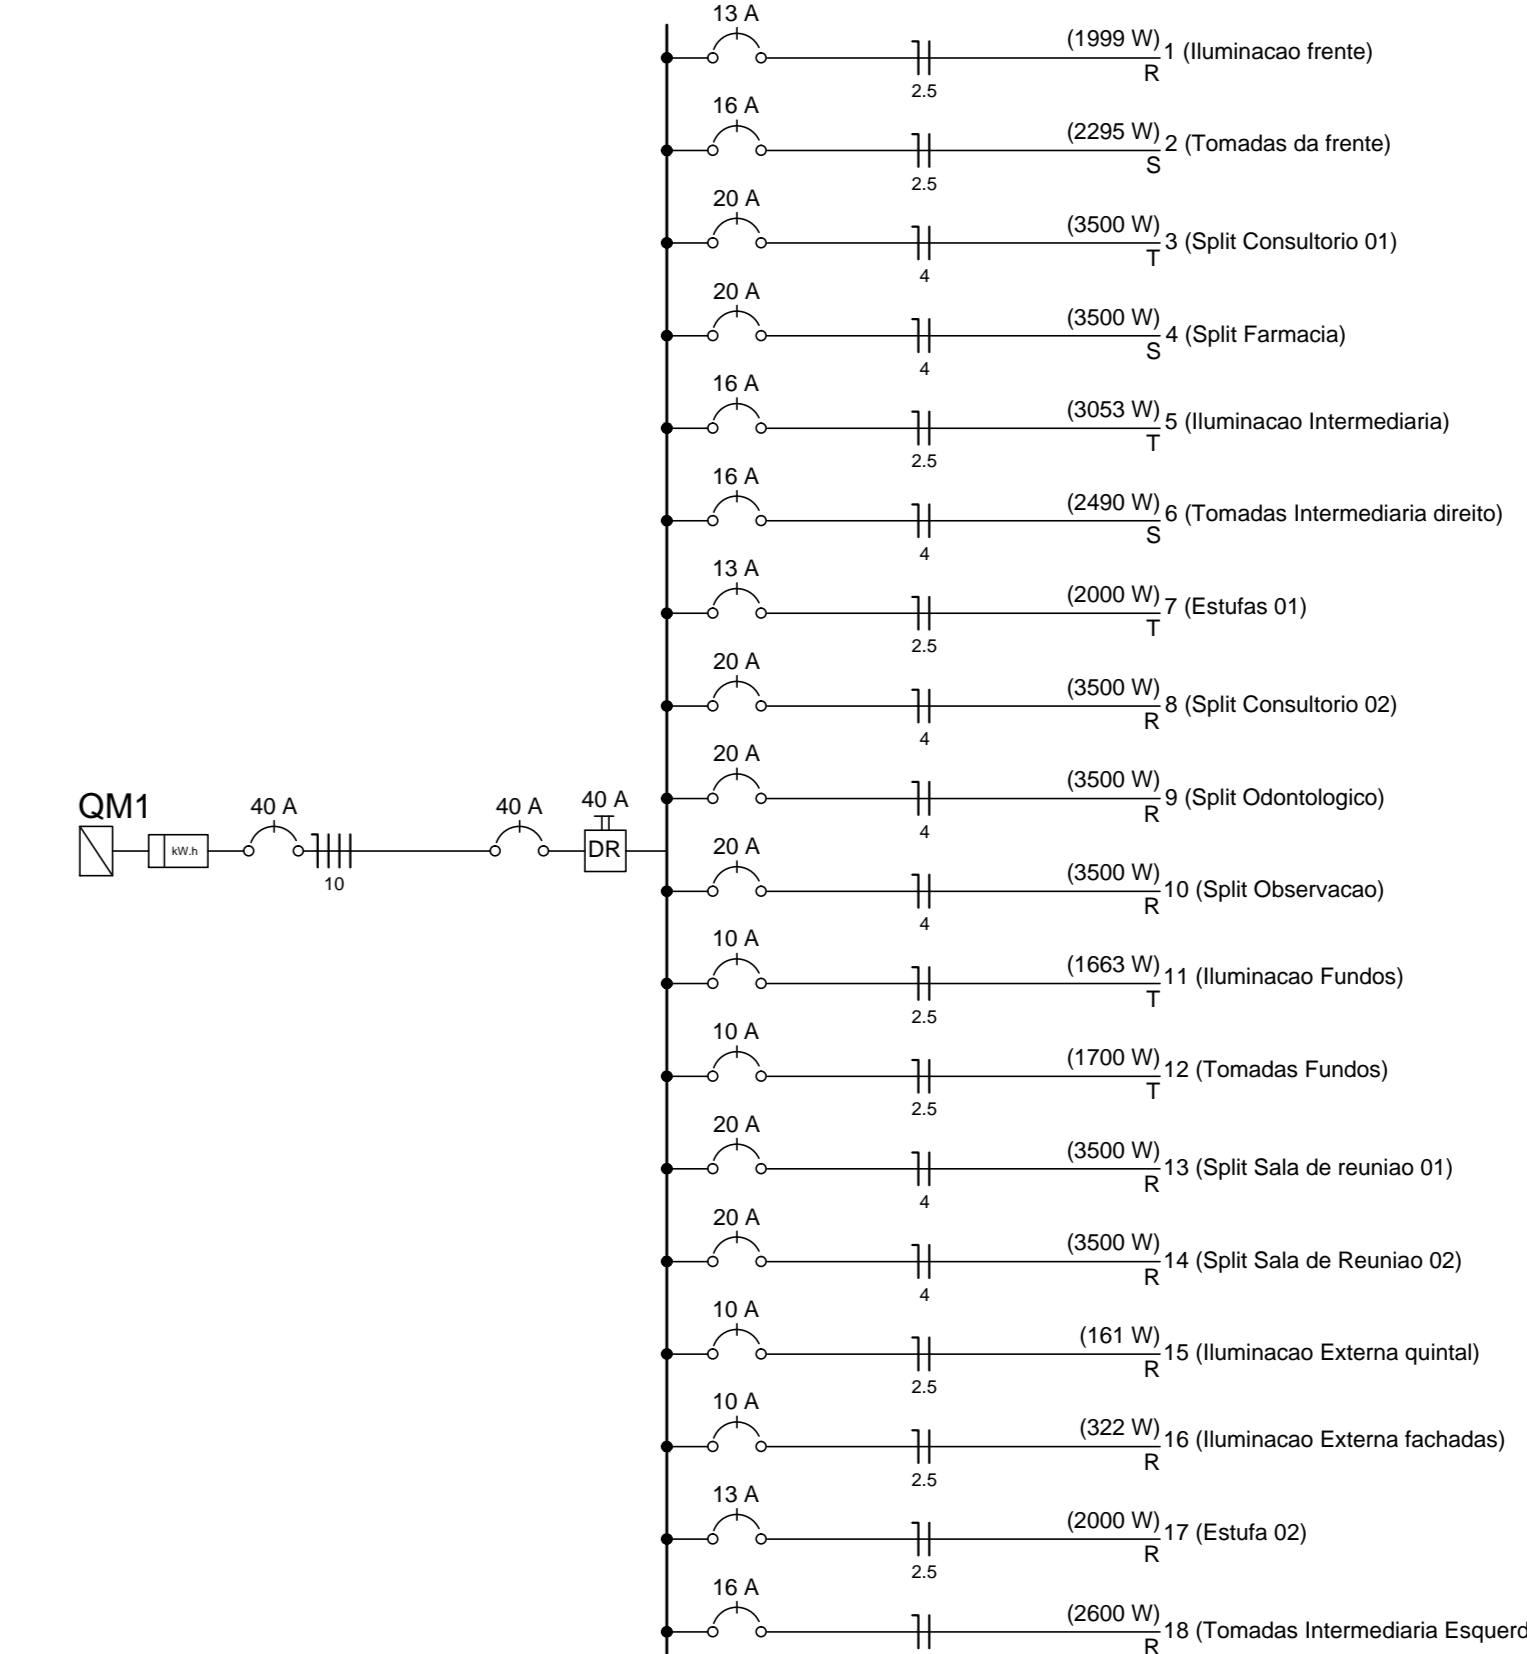 13 A
(1999 W) 1 (Iluminacao frente)
R
2.5
16 A
(2295 W) 2 (Tomadas da frente)
S
2.5
20 A
(3500 W) 3 (Split Consultorio 01)
T
4
20 A
(3500 W) 4 (Split Farmacia)
S
4
16 A
(3053 W) 5 (Iluminacao Intermediaria)
T
2.5
16 A
(2490 W) 6 (Tomadas Intermediaria direito)
S
4
13 A
(2000 W) 7 (Estufas 01)
T
2.5
20 A
(3500 W) 8 (Split Consultorio 02)
R
4
20 A
(3500 W) 9 (Split Odontologico)
R
4
QM1
kW.h
40 A
10
40 A
40 A
DR
20 A
(3500 W) 10 (Split Observacao)
R
4
10 A
(1663 W) 11 (Iluminacao Fundos)
T
2.5
10 A
(1700 W) 12 (Tomadas Fundos)
T
2.5
20 A
(3500 W) 13 (Split Sala de reuniao 01)
R
4
20 A
(3500 W) 14 (Split Sala de Reuniao 02)
R
4
10 A
(161 W) 15 (Iluminacao Externa quintal)
R
2.5
10 A
(322 W) 16 (Iluminacao Externa fachadas)
R
2.5
13 A
(2000 W) 17 (Estufa 02)
R
2.5
16 A
(2600 W) 18 (Tomadas Intermediaria Esquerd
R